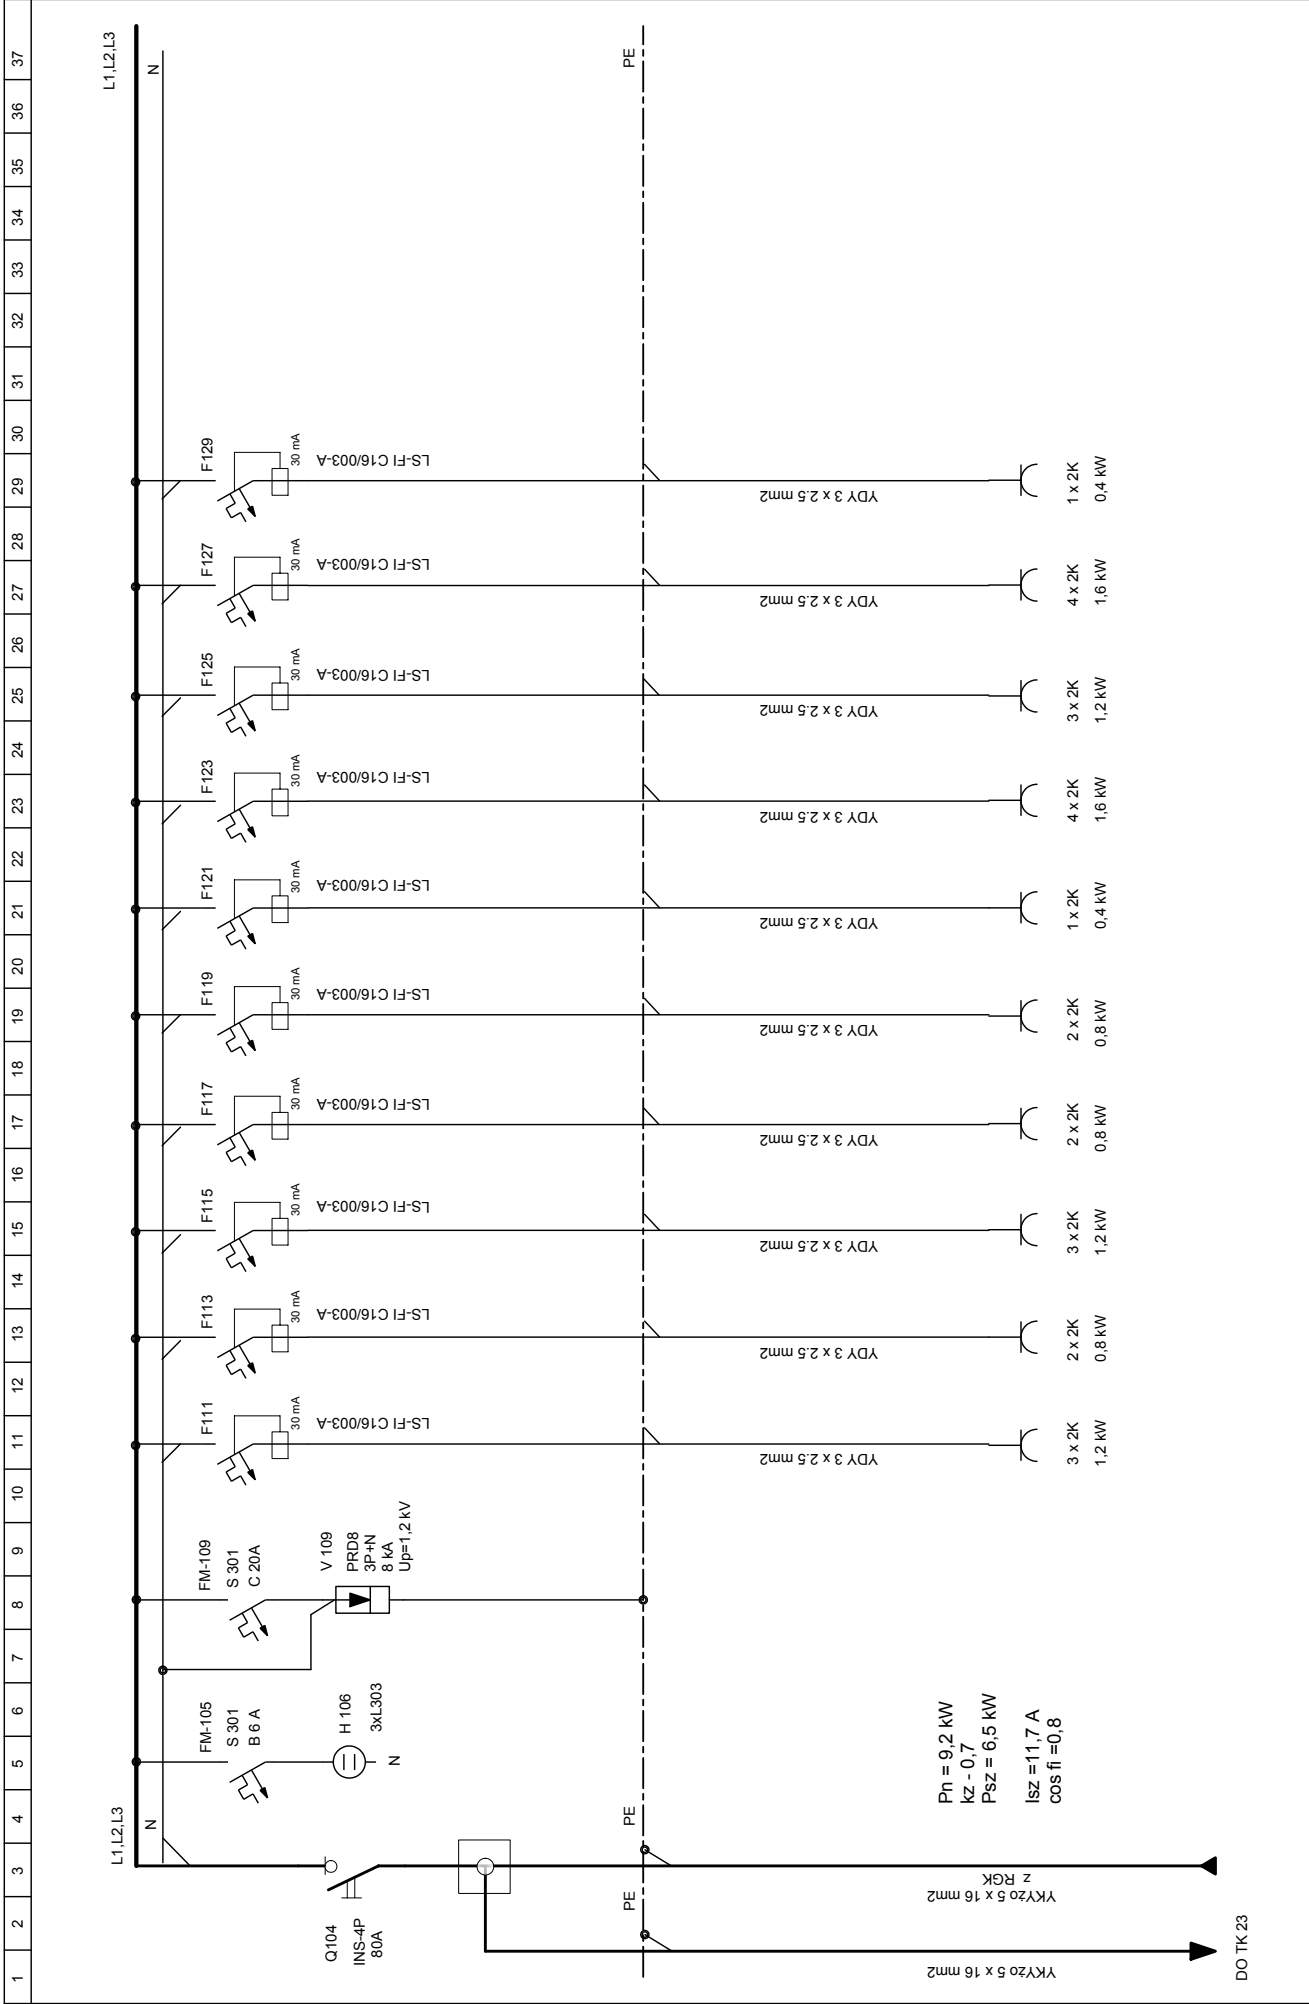 1 2 3 4 5 6 7 8 9 10 11 12 13 14 15 16 17 18 19 20 21 22 23 24 25 26 27 28 29 30 31 32 33 34 35 36 37
L1,L2,L3
N
L1,L2,L3
N
Q104
INS-4P
80A
FM-105
S 301
B 6 A
H 106
3xL303
N
FM-109
S 301
C 20A
V 109
PRD8
3P+N
8 kA
Up=1,2 kV
F111
30 mA
LS-FI C16/003-A
F113
30 mA
LS-FI C16/003-A
F115
30 mA
LS-FI C16/003-A
F117
30 mA
LS-FI C16/003-A
F119
30 mA
LS-FI C16/003-A
F121
30 mA
LS-FI C16/003-A
F123
30 mA
LS-FI C16/003-A
F125
30 mA
LS-FI C16/003-A
F127
30 mA
LS-FI C16/003-A
F129
30 mA
LS-FI C16/003-A
PE
PE
PE
YKYżo 5 x 16 mm2
YKYżo 5 x 16 mm2
z RGK
Pn = 9,2 kW
kz - 0,7
Psz = 6,5 kW
Isz =11,7 A
cos fi =0,8
YDY 3 x 2.5 mm2
YDY 3 x 2.5 mm2
YDY 3 x 2.5 mm2
YDY 3 x 2.5 mm2
YDY 3 x 2.5 mm2
YDY 3 x 2.5 mm2
YDY 3 x 2.5 mm2
YDY 3 x 2.5 mm2
YDY 3 x 2.5 mm2
YDY 3 x 2.5 mm2
3 x 2K
1,2 kW
2 x 2K
0,8 kW
3 x 2K
1,2 kW
2 x 2K
0,8 kW
2 x 2K
0,8 kW
1 x 2K
0,4 kW
4 x 2K
1,6 kW
3 x 2K
1,2 kW
4 x 2K
1,6 kW
1 x 2K
0,4 kW
DO TK 23